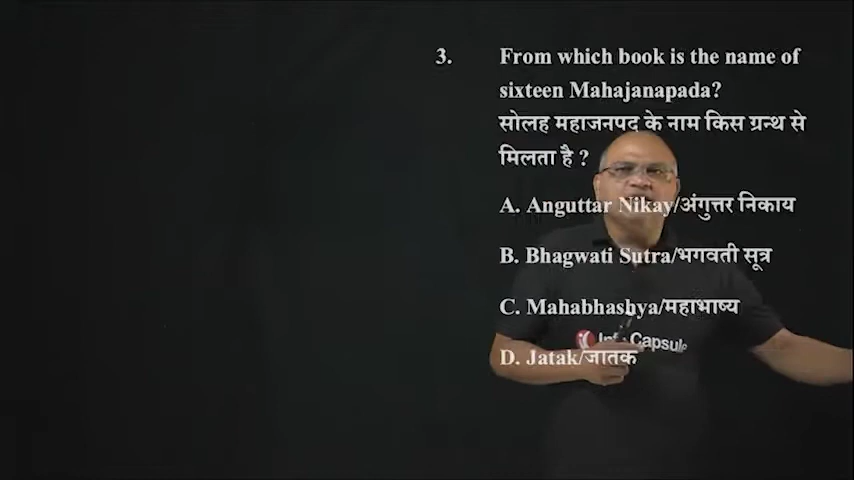 3. From which book is the name of
sixteen Mahajanapada?
सोलह महाजनपद के नाम किस ग्रन्थ से
मिलता है ?
A. Anguttar Nikay/अंगुत्तर निकाय
B. Bhagwati Sutra/भगवती सूत्र
C. Mahabhashya/महाभाष्य
Capsule
D. Jatak/जातक